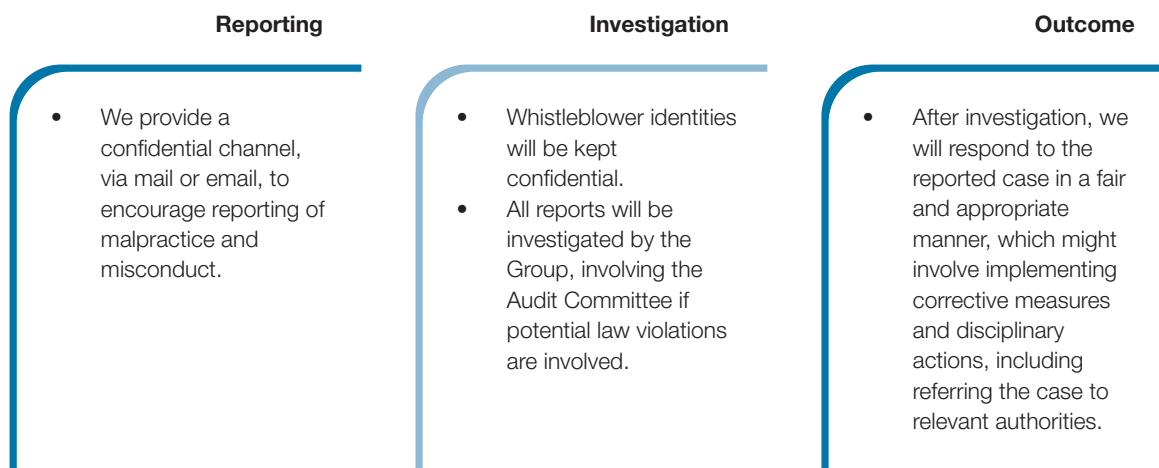 Reporting
• We provide a
confidential channel,
via mail or email, to
encourage reporting of
malpractice and
misconduct.
Investigation
• Whistleblower identities
will be kept
confidential.
• All reports will be
investigated by the
Group, involving the
Audit Committee if
potential law violations
are involved.
Outcome
• After investigation, we
will respond to the
reported case in a fair
and appropriate
manner, which might
involve implementing
corrective measures
and disciplinary
actions, including
referring the case to
relevant authorities.